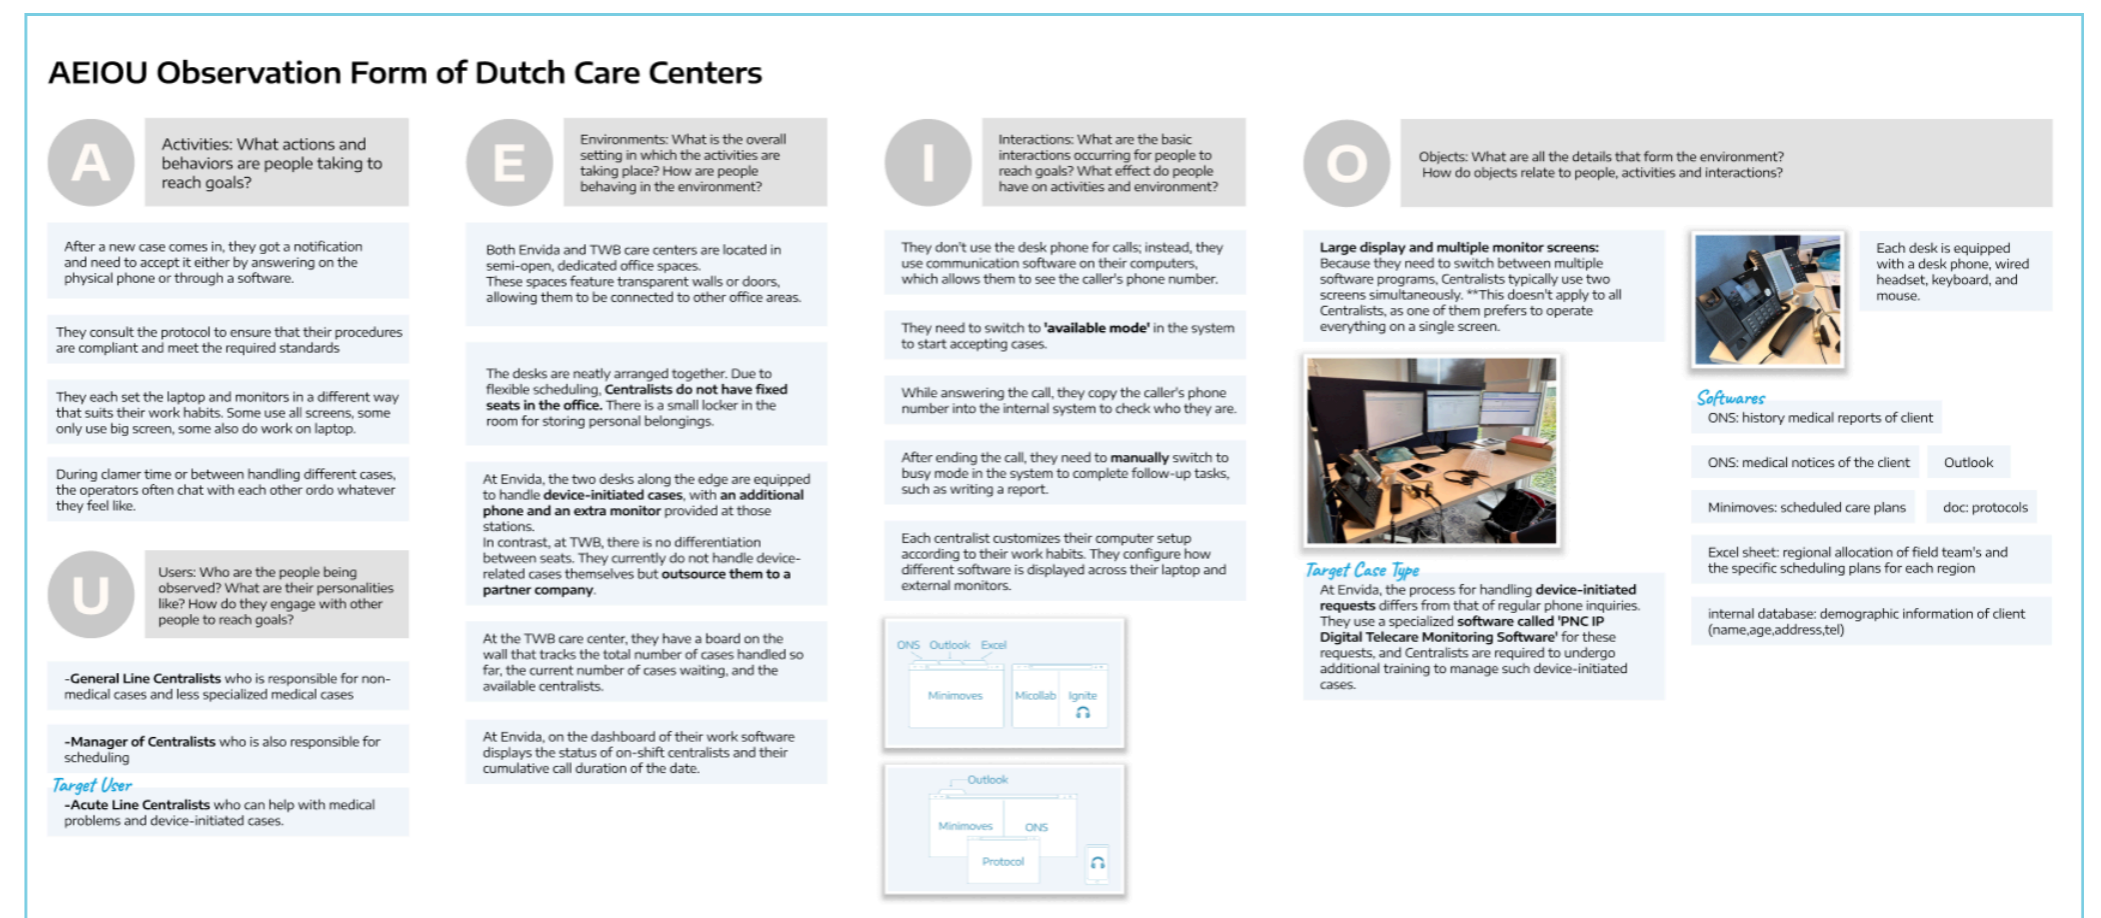 AEIOU Observation Form of Dutch Care Centers
A
Activities: What actions and
behaviors are people taking to
reach goals?
After a new case comes in, they got a notification
and need to accept it either by answering on the
physical phone or through a software.
They consult the protocol to ensure that their procedures
are compliant and meet the required standards
They each set the laptop and monitors in a different way
that suits their work habits. Some use all screens, some
only use big screen, some also do work on laptop.
During clamer time or between handling different cases,
the operators often chat with each other ordo whatever
they feel like.
U
Users: Who are the people being
observed? What are their personalities
like? How do they engage with other
people to reach goals?
-General Line Centralists who is responsible for non-
medical cases and less specialized medical cases
-Manager of Centralists who is also responsible for
scheduling
Target User
-Acute Line Centralists who can help with medical
problems and device-initiated cases.
E
Environments: What is the overall
setting in which the activities are
taking place? How are people
behaving in the environment?
Both Envida and TWB care centers are located in
semi-open, dedicated office spaces.
These spaces feature transparent walls or doors,
allowing them to be connected to other office areas.
The desks are neatly arranged together. Due to
flexible scheduling, Centralists do not have fixed
seats in the office. There is a small locker in the
room for storing personal belongings.
At Envida, the two desks along the edge are equipped
to handle device-initiated cases, with an additional
phone and an extra monitor provided at those
stations.
In contrast, at TWB, there is no differentiation
between seats. They currently do not handle device-
related cases themselves but outsource them to a
partner company.
At the TWB care center, they have a board on the
wall that tracks the total number of cases handled so
far, the current number of cases waiting, and the
available centralists.
At Envida, on the dashboard of their work software
displays the status of on-shift centralists and their
cumulative call duration of the date.
I
Interactions: What are the basic
interactions occurring for people to
reach goals? What effect do people
have on activities and environment?
They don't use the desk phone for calls; instead, they
use communication software on their computers,
which allows them to see the caller's phone number.
They need to switch to 'available mode' in the system
to start accepting cases.
While answering the call, they copy the caller's phone
number into the internal system to check who they are.
After ending the call, they need to manually switch to
busy mode in the system to complete follow-up tasks,
such as writing a report.
Each centralist customizes their computer setup
according to their work habits. They configure how
different software is displayed across their laptop and
external monitors.
ONS Outlook Excel
Minimoves Micollab Ignite
Outlook
Minimoves ONS
Protocol
O
Objects: What are all the details that form the environment?
How do objects relate to people, activities and interactions?
Large display and multiple monitor screens:
Because they need to switch between multiple
software programs, Centralists typically use two
screens simultaneously. **This doesn't apply to all
Centralists, as one of them prefers to operate
everything on a single screen.
Target Case Type
At Envida, the process for handling device-initiated
requests differs from that of regular phone inquiries.
They use a specialized software called 'PNC IP
Digital Telecare Monitoring Software' for these
requests, and Centralists are required to undergo
additional training to manage such device-initiated
cases.
Each desk is equipped
with a desk phone, wired
headset, keyboard, and
mouse.
Softwares
ONS: history medical reports of client
ONS: medical notices of the client
Outlook
Minimoves: scheduled care plans
doc: protocols
Excel sheet: regional allocation of field team's and
the specific scheduling plans for each region
internal database: demographic information of client
(name,age,address,tel)